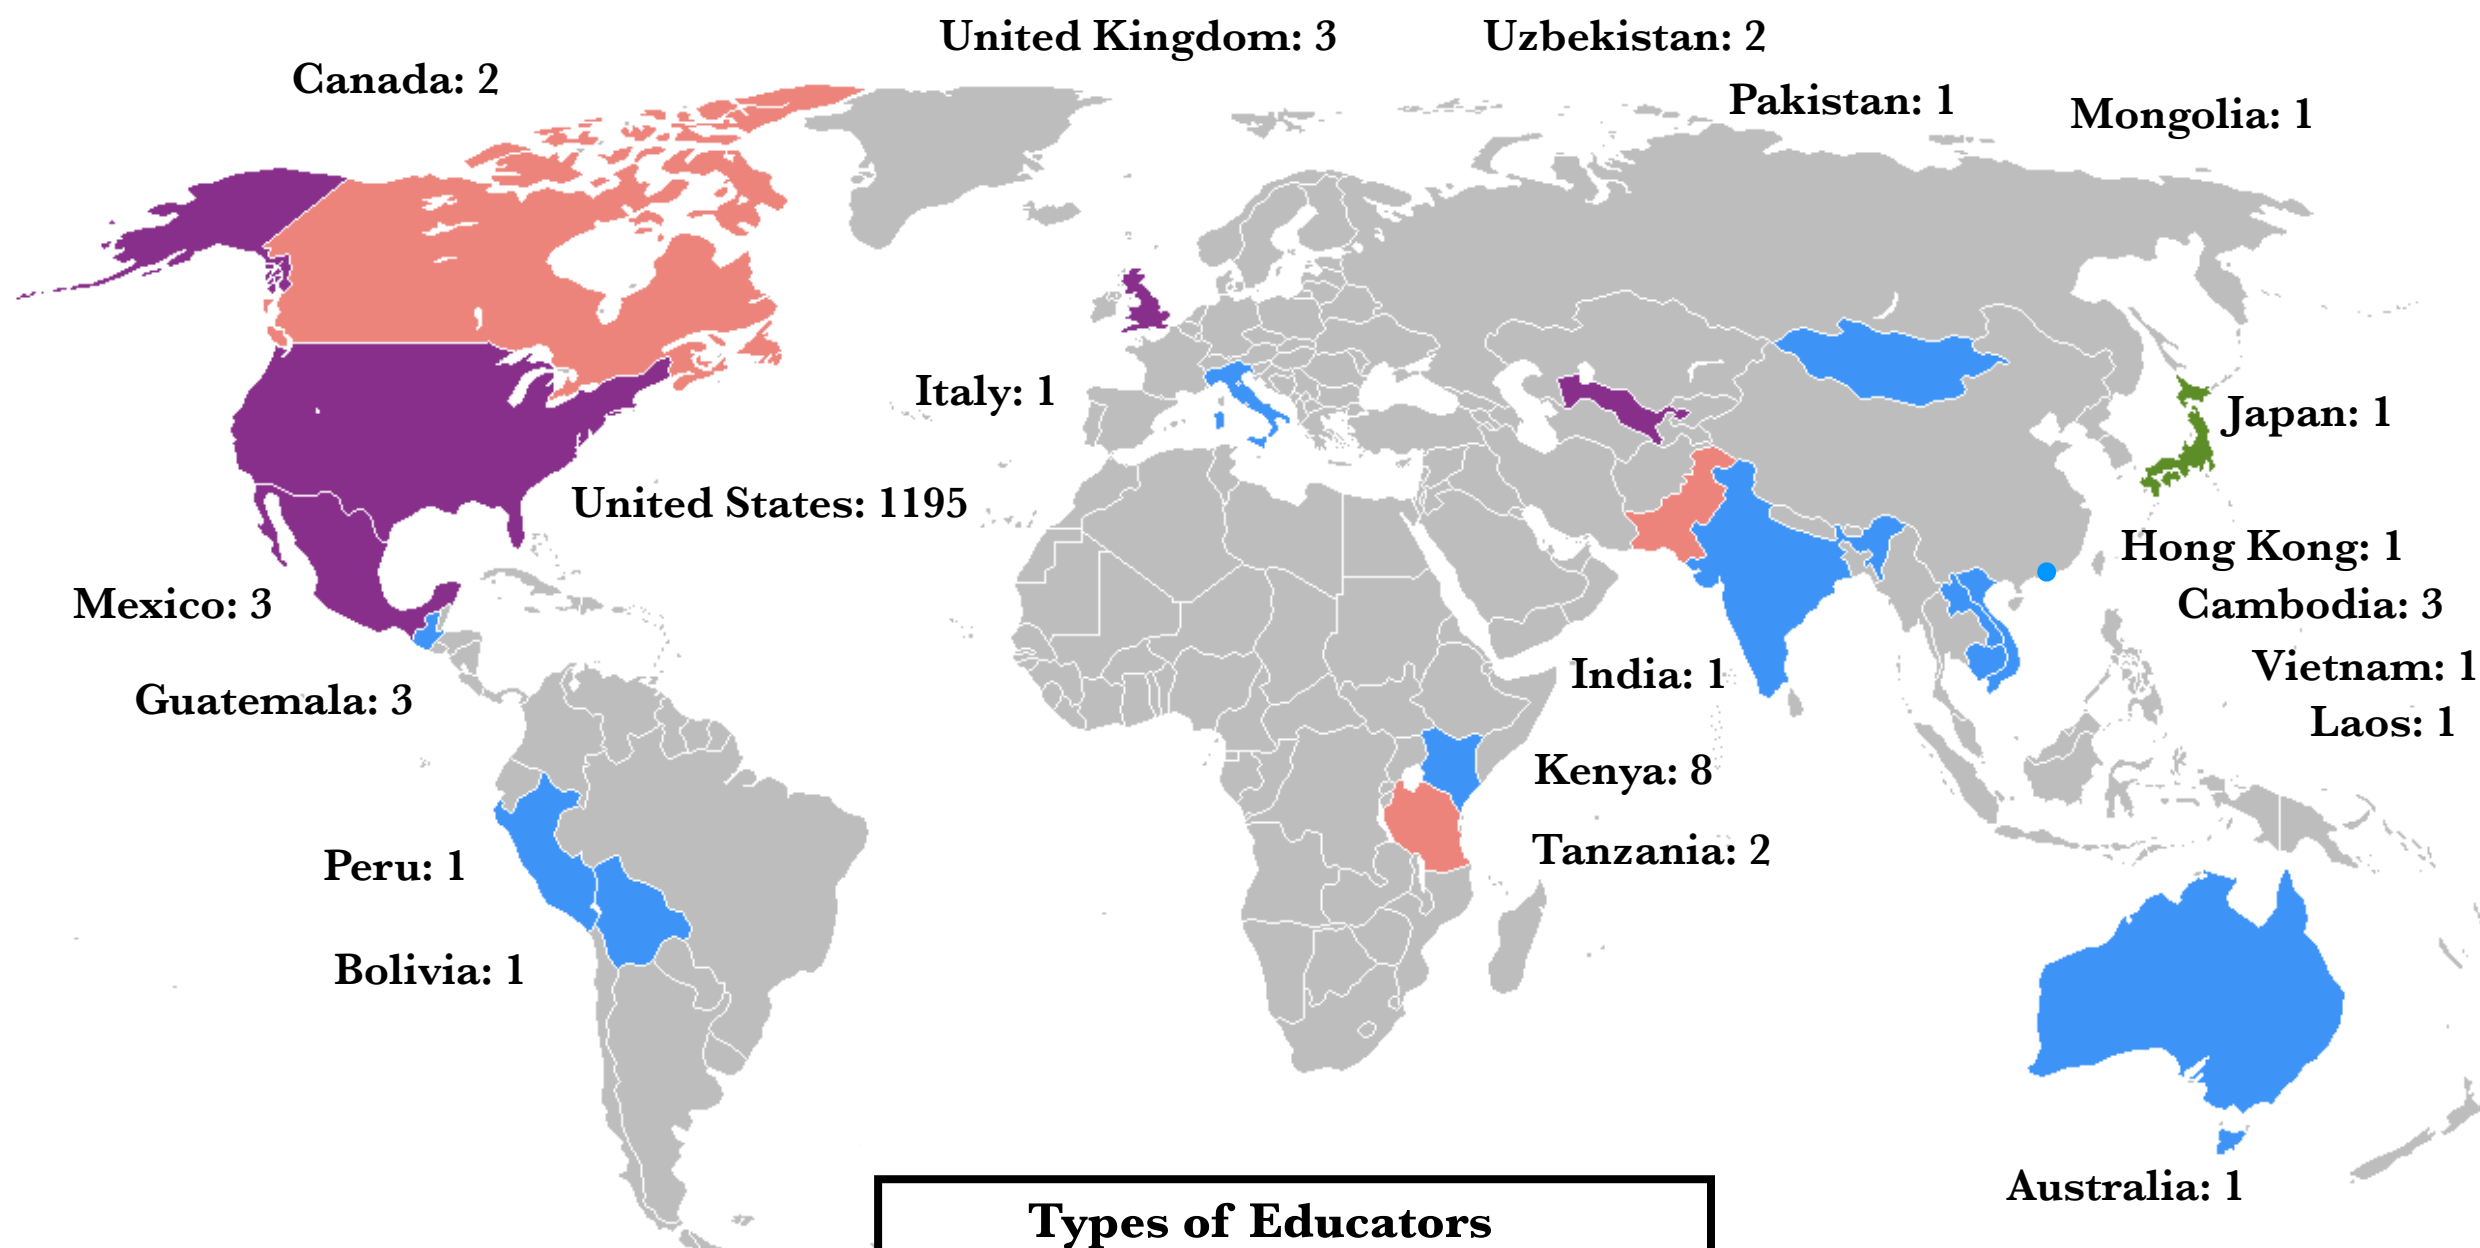 United Kingdom: 3
Uzbekistan: 2
Canada: 2
Pakistan: 1
Mongolia: 1
Italy: 1
Japan: 1
United States: 1195
Hong Kong: 1
Mexico: 3
Cambodia: 3
Vietnam: 1
India: 1
Guatemala: 3
Laos: 1
Kenya: 8
Tanzania: 2
Peru: 1
Bolivia: 1
Australia: 1
Types of Educators